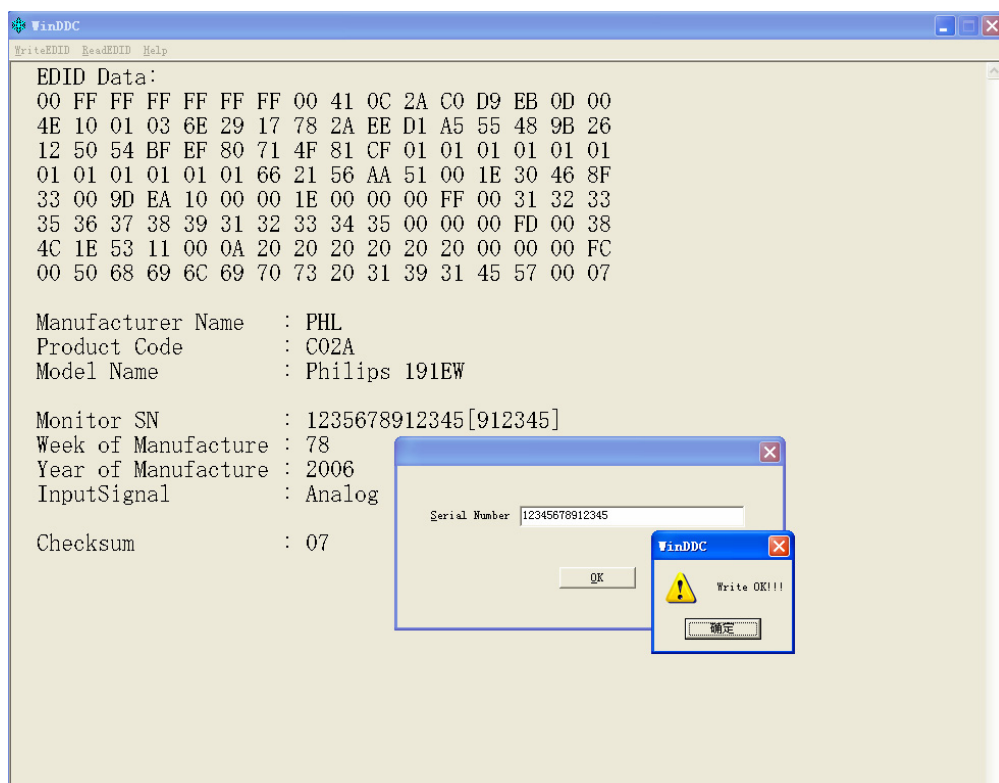 WinDDC
WriteEDID ReadEDID Help
EDID Data:
00 FF FF FF FF FF FF 00 41 0C 2A C0 D9 EB 0D 00
4E 10 01 03 6E 29 17 78 2A EE D1 A5 55 48 9B 26
12 50 54 BF EF 80 71 4F 81 CF 01 01 01 01 01 01
01 01 01 01 01 01 66 21 56 AA 51 00 1E 30 46 8F
33 00 9D EA 10 00 00 1E 00 00 00 FF 00 31 32 33
35 36 37 38 39 31 32 33 34 35 00 00 00 FD 00 38
4C 1E 53 11 00 0A 20 20 20 20 20 20 00 00 00 FC
00 50 68 69 6C 69 70 73 20 31 39 31 45 57 00 07
Manufacturer Name : PHL
Product Code : C02A
Model Name : Philips 191EW
Monitor SN : 1235678912345[912345]
Week of Manufacture : 78
Year of Manufacture : 2006
InputSignal : Analog
Serial Number 12345678912345
Checksum : 07
OK
WinDDC
Write OK!!!
确定